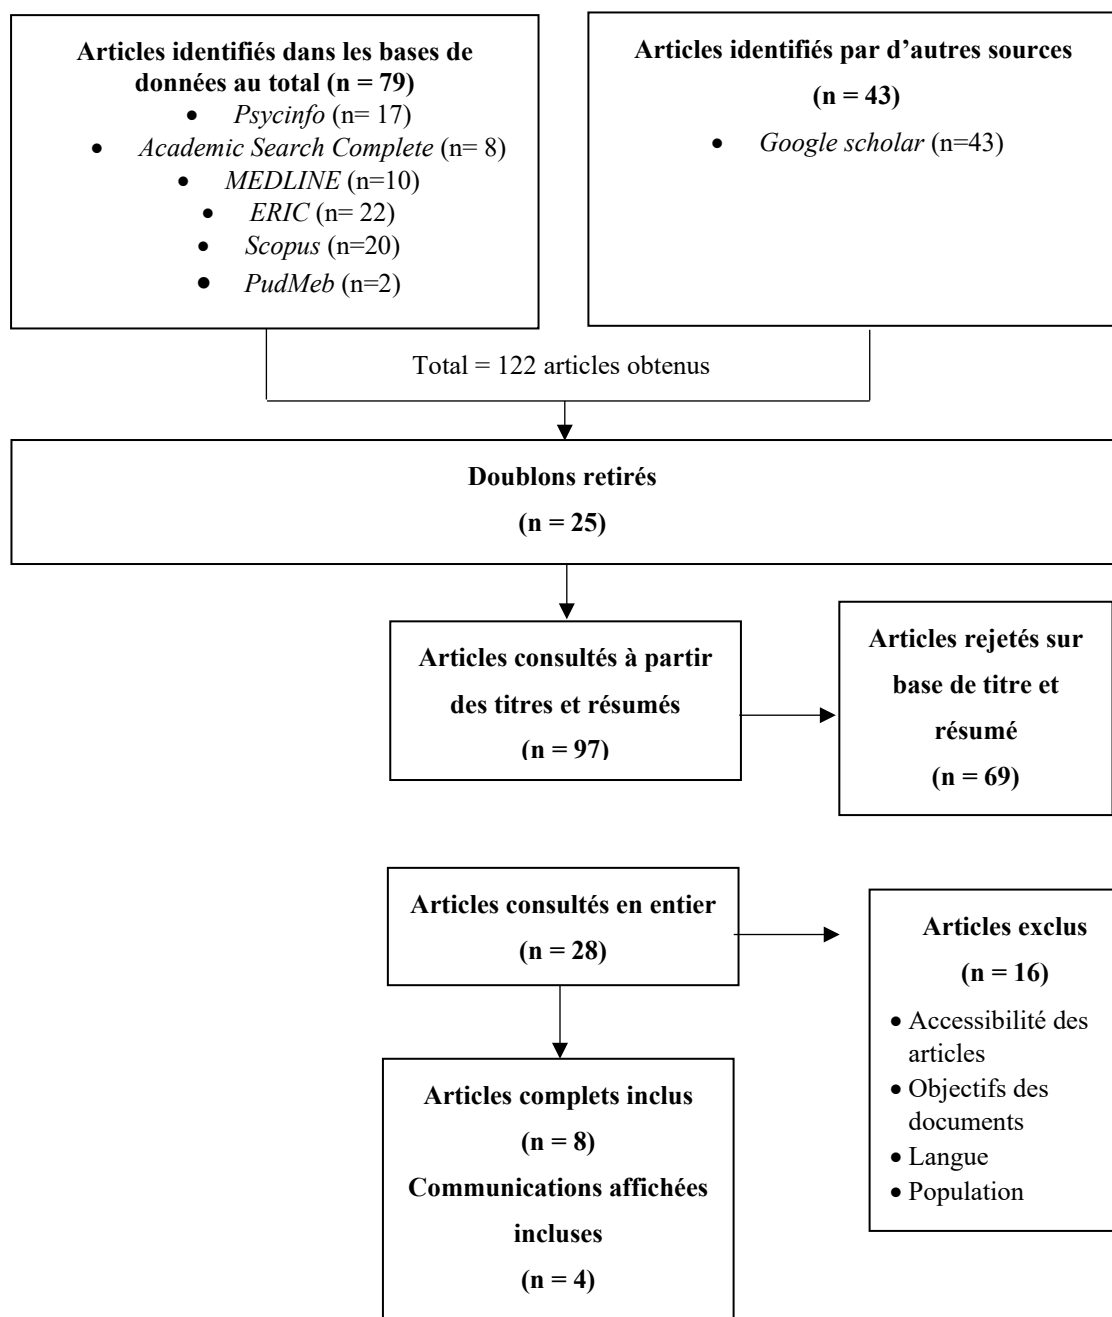 Articles identifiés dans les bases de
données au total (n = 79)
• Psycinfo (n= 17)
• Academic Search Complete (n= 8)
• MEDLINE (n=10)
• ERIC (n= 22)
• Scopus (n=20)
• PudMeb (n=2)
Articles identifiés par d’autres sources
(n = 43)
• Google scholar (n=43)
Total = 122 articles obtenus
Doublons retirés
(n = 25)
Articles consultés à partir
des titres et résumés
(n = 97)
Articles rejetés sur
base de titre et
résumé
(n = 69)
Articles consultés en entier
(n = 28)
Articles exclus
(n = 16)
• Accessibilité des
articles
• Objectifs des
documents
• Langue
• Population
Articles complets inclus
(n = 8)
Communications affichées
incluses
(n = 4)